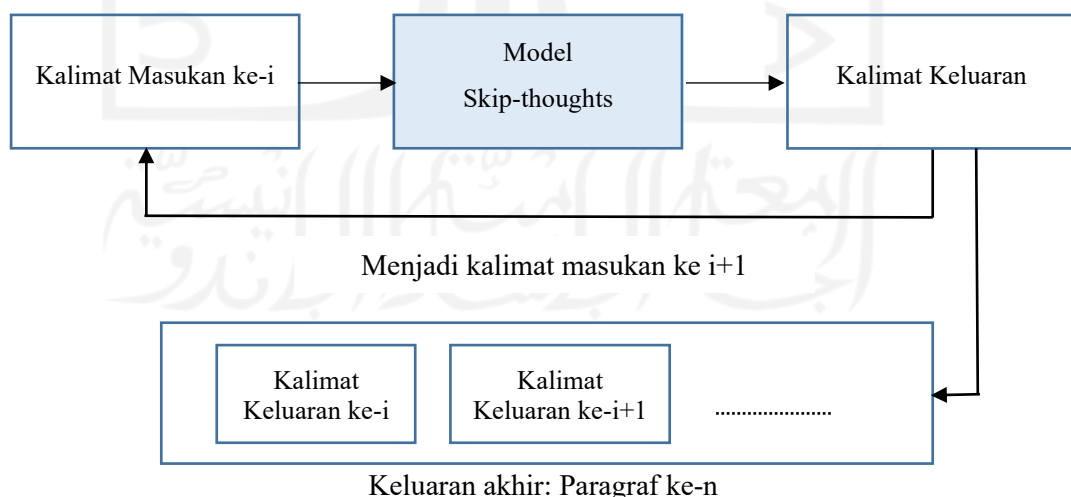 Kalimat Masukan ke-i
Model
Skip-thoughts
Kalimat Keluaran
Menjadi kalimat masukan ke i+1
Kalimat
Keluaran ke-i
Kalimat
Keluaran ke-i+1
.......................
Keluaran akhir: Paragraf ke-n